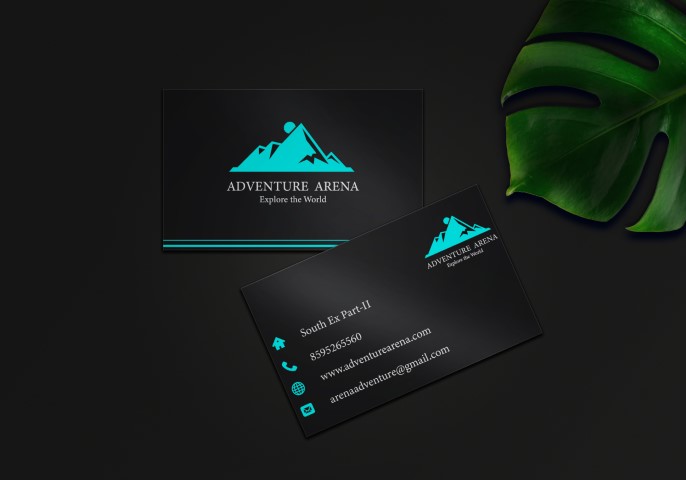 ADVENTURE ARENA
Explore the World
ADVENTURE ARENA
Explore the World
South Ex Part-II
8595265560
www.adventurearena.com
arenaadventure@gmail.com